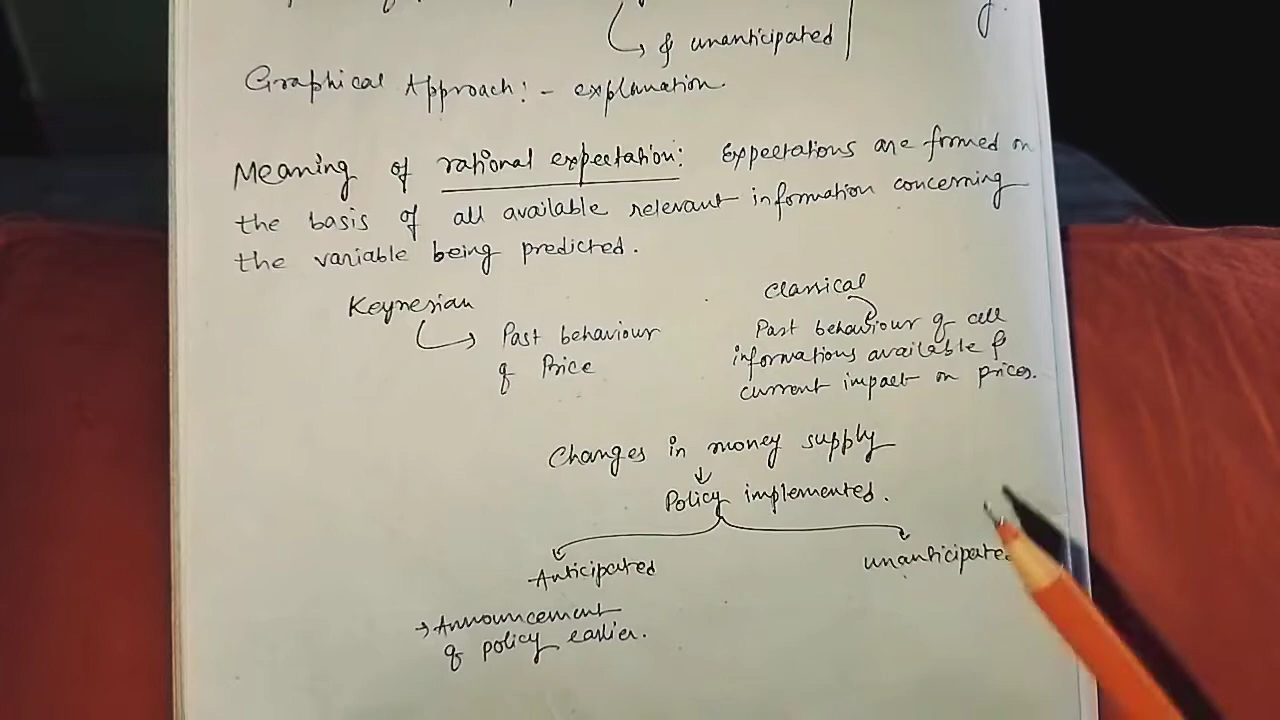 & unanticipated
Graphical Approach:- explanation.
Meaning of rational expectation: Expectations are formed on
the basis of all available relevant information concerning
the variable being predicted.
Keynesian
Past behaviour
of Price
Classical
Past behaviour of all
informations available &
current impact on prices.
Changes in money supply
Policy implemented.
Anticipated
unanticipated
→ Announcement
of policy earlier.